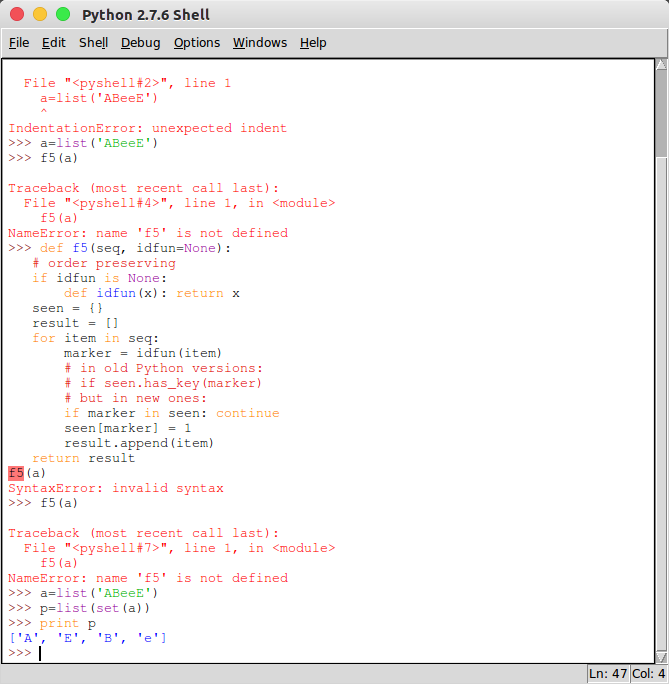 Python 2.7.6 Shell
File Edit Shell Debug Options Windows Help
  File "<pyshell#2>", line 1
    a=list('ABeeE')
    ^
IndentationError: unexpected indent
>>> a=list('ABeeE')
>>> f5(a)
Traceback (most recent call last):
  File "<pyshell#4>", line 1, in <module>
    f5(a)
NameError: name 'f5' is not defined
>>> def f5(seq, idfun=None):
   # order preserving
   if idfun is None:
       def idfun(x): return x
   seen = {}
   result = []
   for item in seq:
       marker = idfun(item)
       # in old Python versions:
       # if seen.has_key(marker)
       # but in new ones:
       if marker in seen: continue
       seen[marker] = 1
       result.append(item)
   return result
f5(a)
SyntaxError: invalid syntax
>>> f5(a)
Traceback (most recent call last):
  File "<pyshell#7>", line 1, in <module>
    f5(a)
NameError: name 'f5' is not defined
>>> a=list('ABeeE')
>>> p=list(set(a))
>>> print p
['A', 'E', 'B', 'e']
>>>
Ln: 47 Col: 4